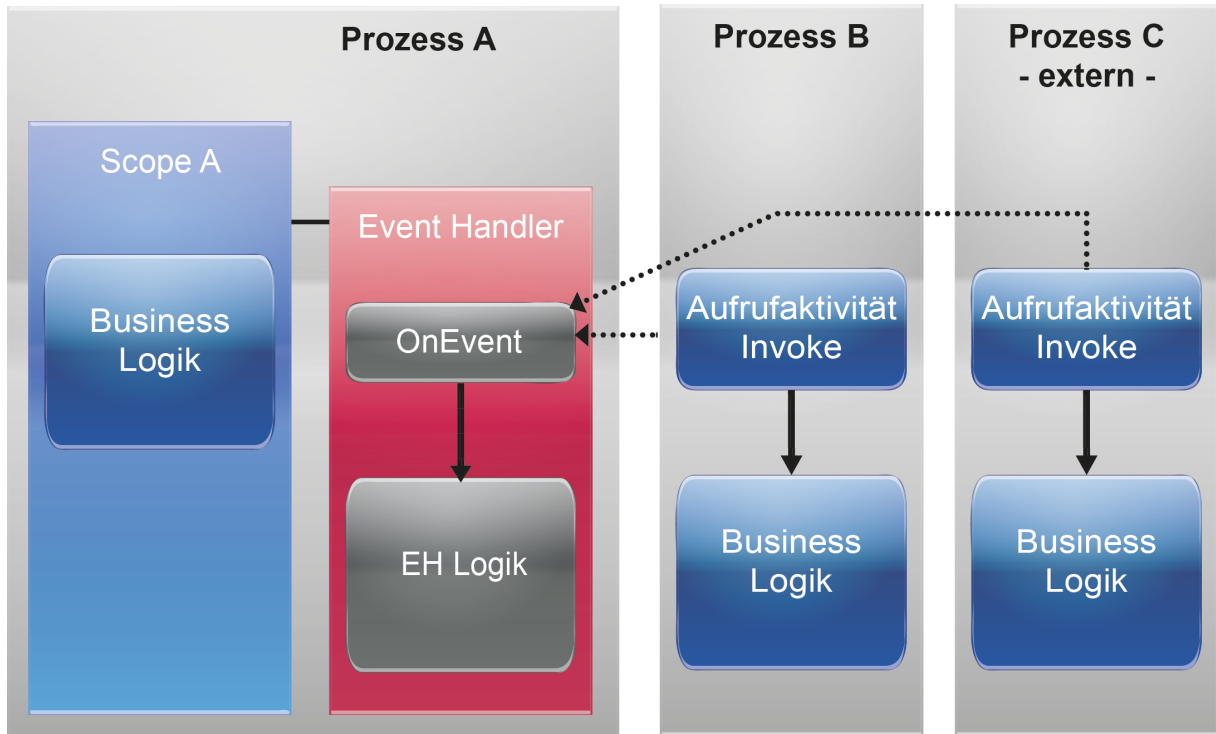 Prozess A
Scope A
Business
Logik
Event Handler
OnEvent
EH Logik
Prozess B
Aufrufaktivität
Invoke
Business
Logik
Prozess C
- extern -
Aufrufaktivität
Invoke
Business
Logik